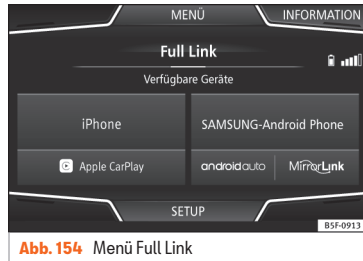 MENÜ INFORMATION
Full Link
Verfügbare Geräte
iPhone SAMSUNG-Android Phone
Apple CarPlay androidauto MirrorLink
SETUP
B5F-0913
Abb. 154 Menü Full Link